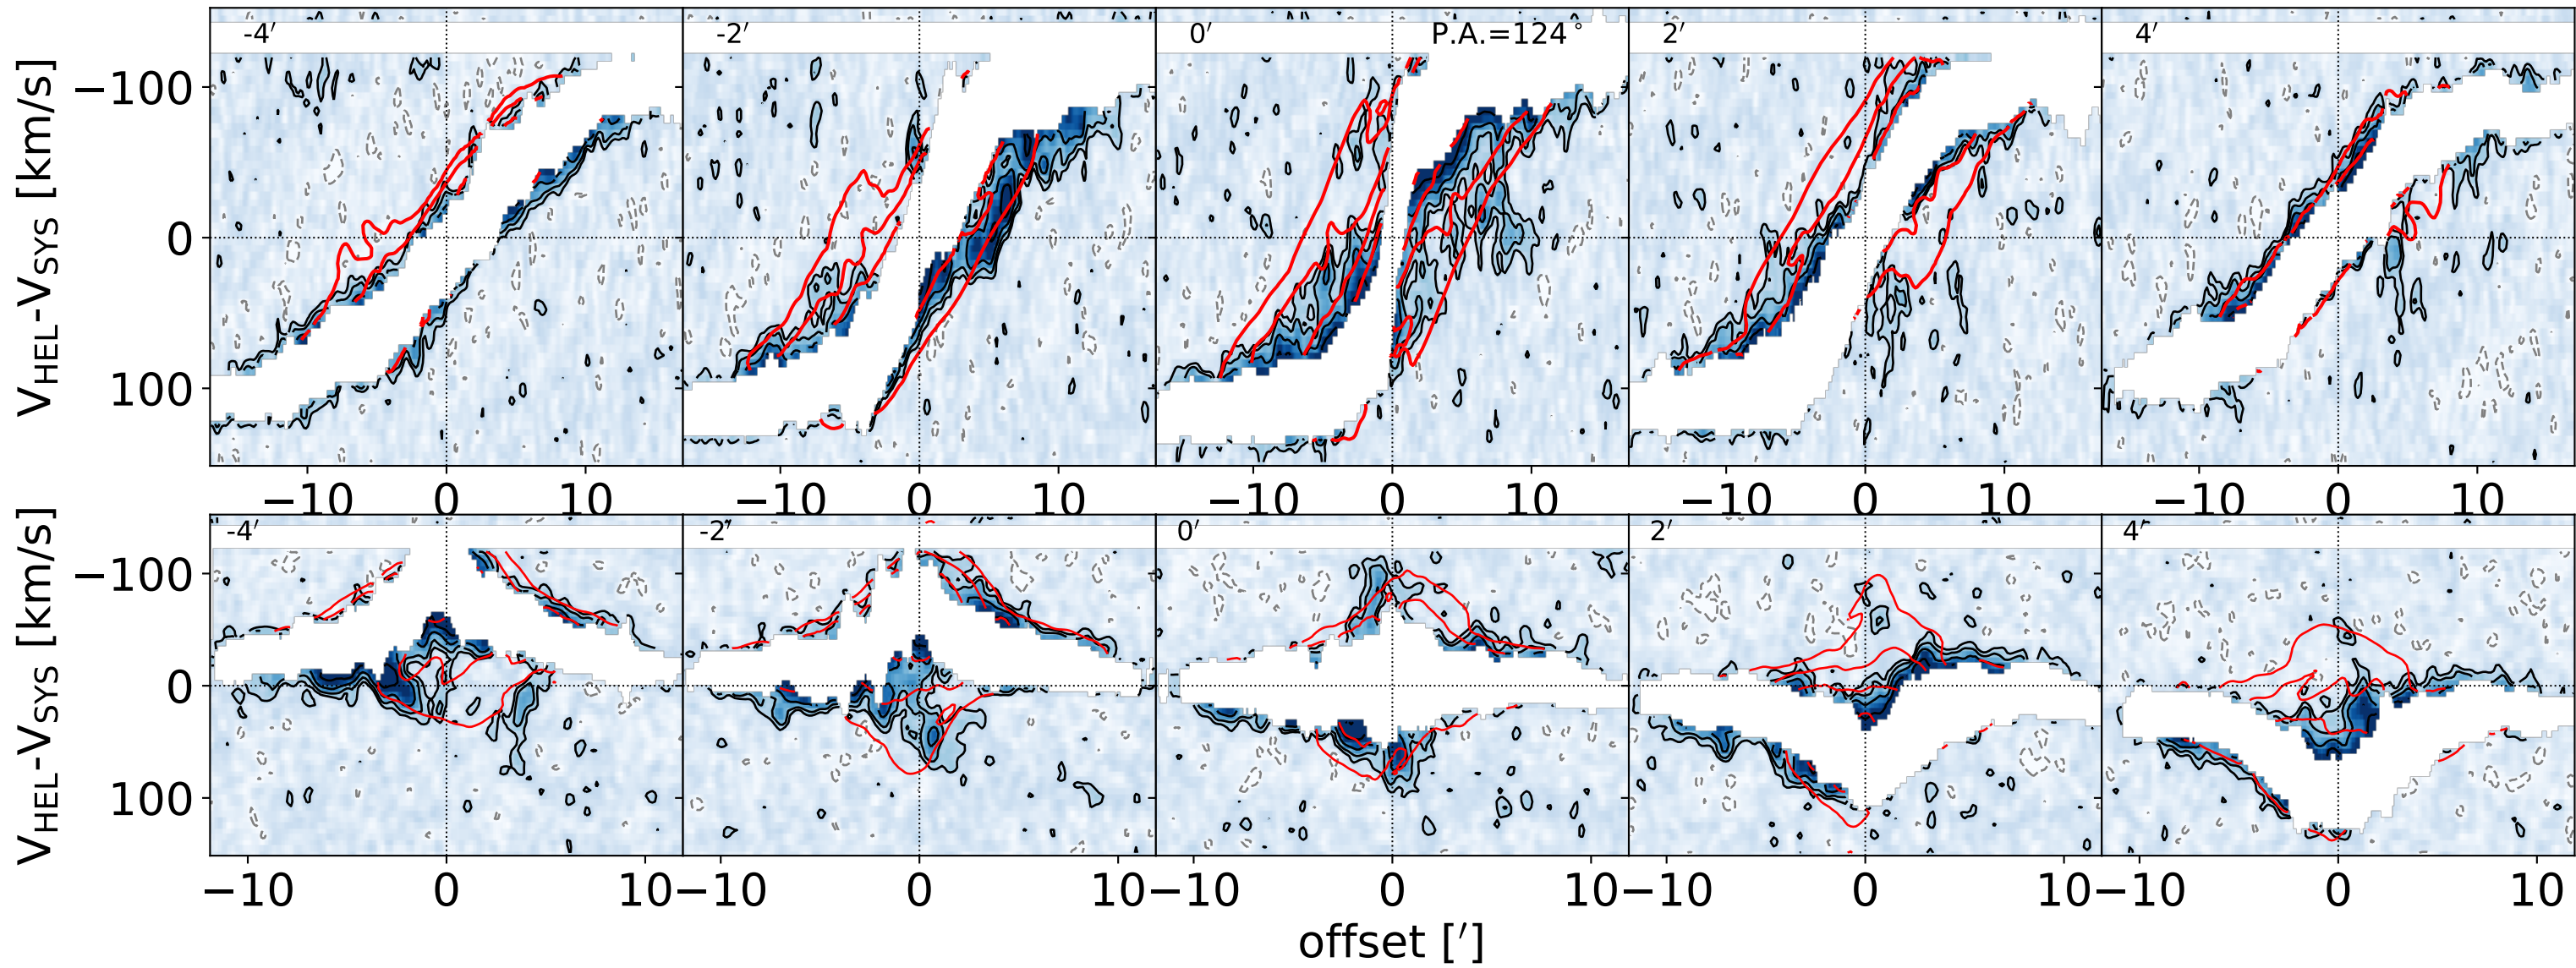 -4′ -2′ 0′ P.A.=124° 2′ 4′
V_HEL-V_SYS [km/s]
−100
0
100
−10 0 10 −10 0 10 −10 0 10 −10 0 10 −10 0 10
-4′ -2′ 0′ 2′ 4′
V_HEL-V_SYS [km/s]
−100
0
100
−10 0 10 −10 0 10 −10 0 10 −10 0 10 −10 0 10
offset [′]